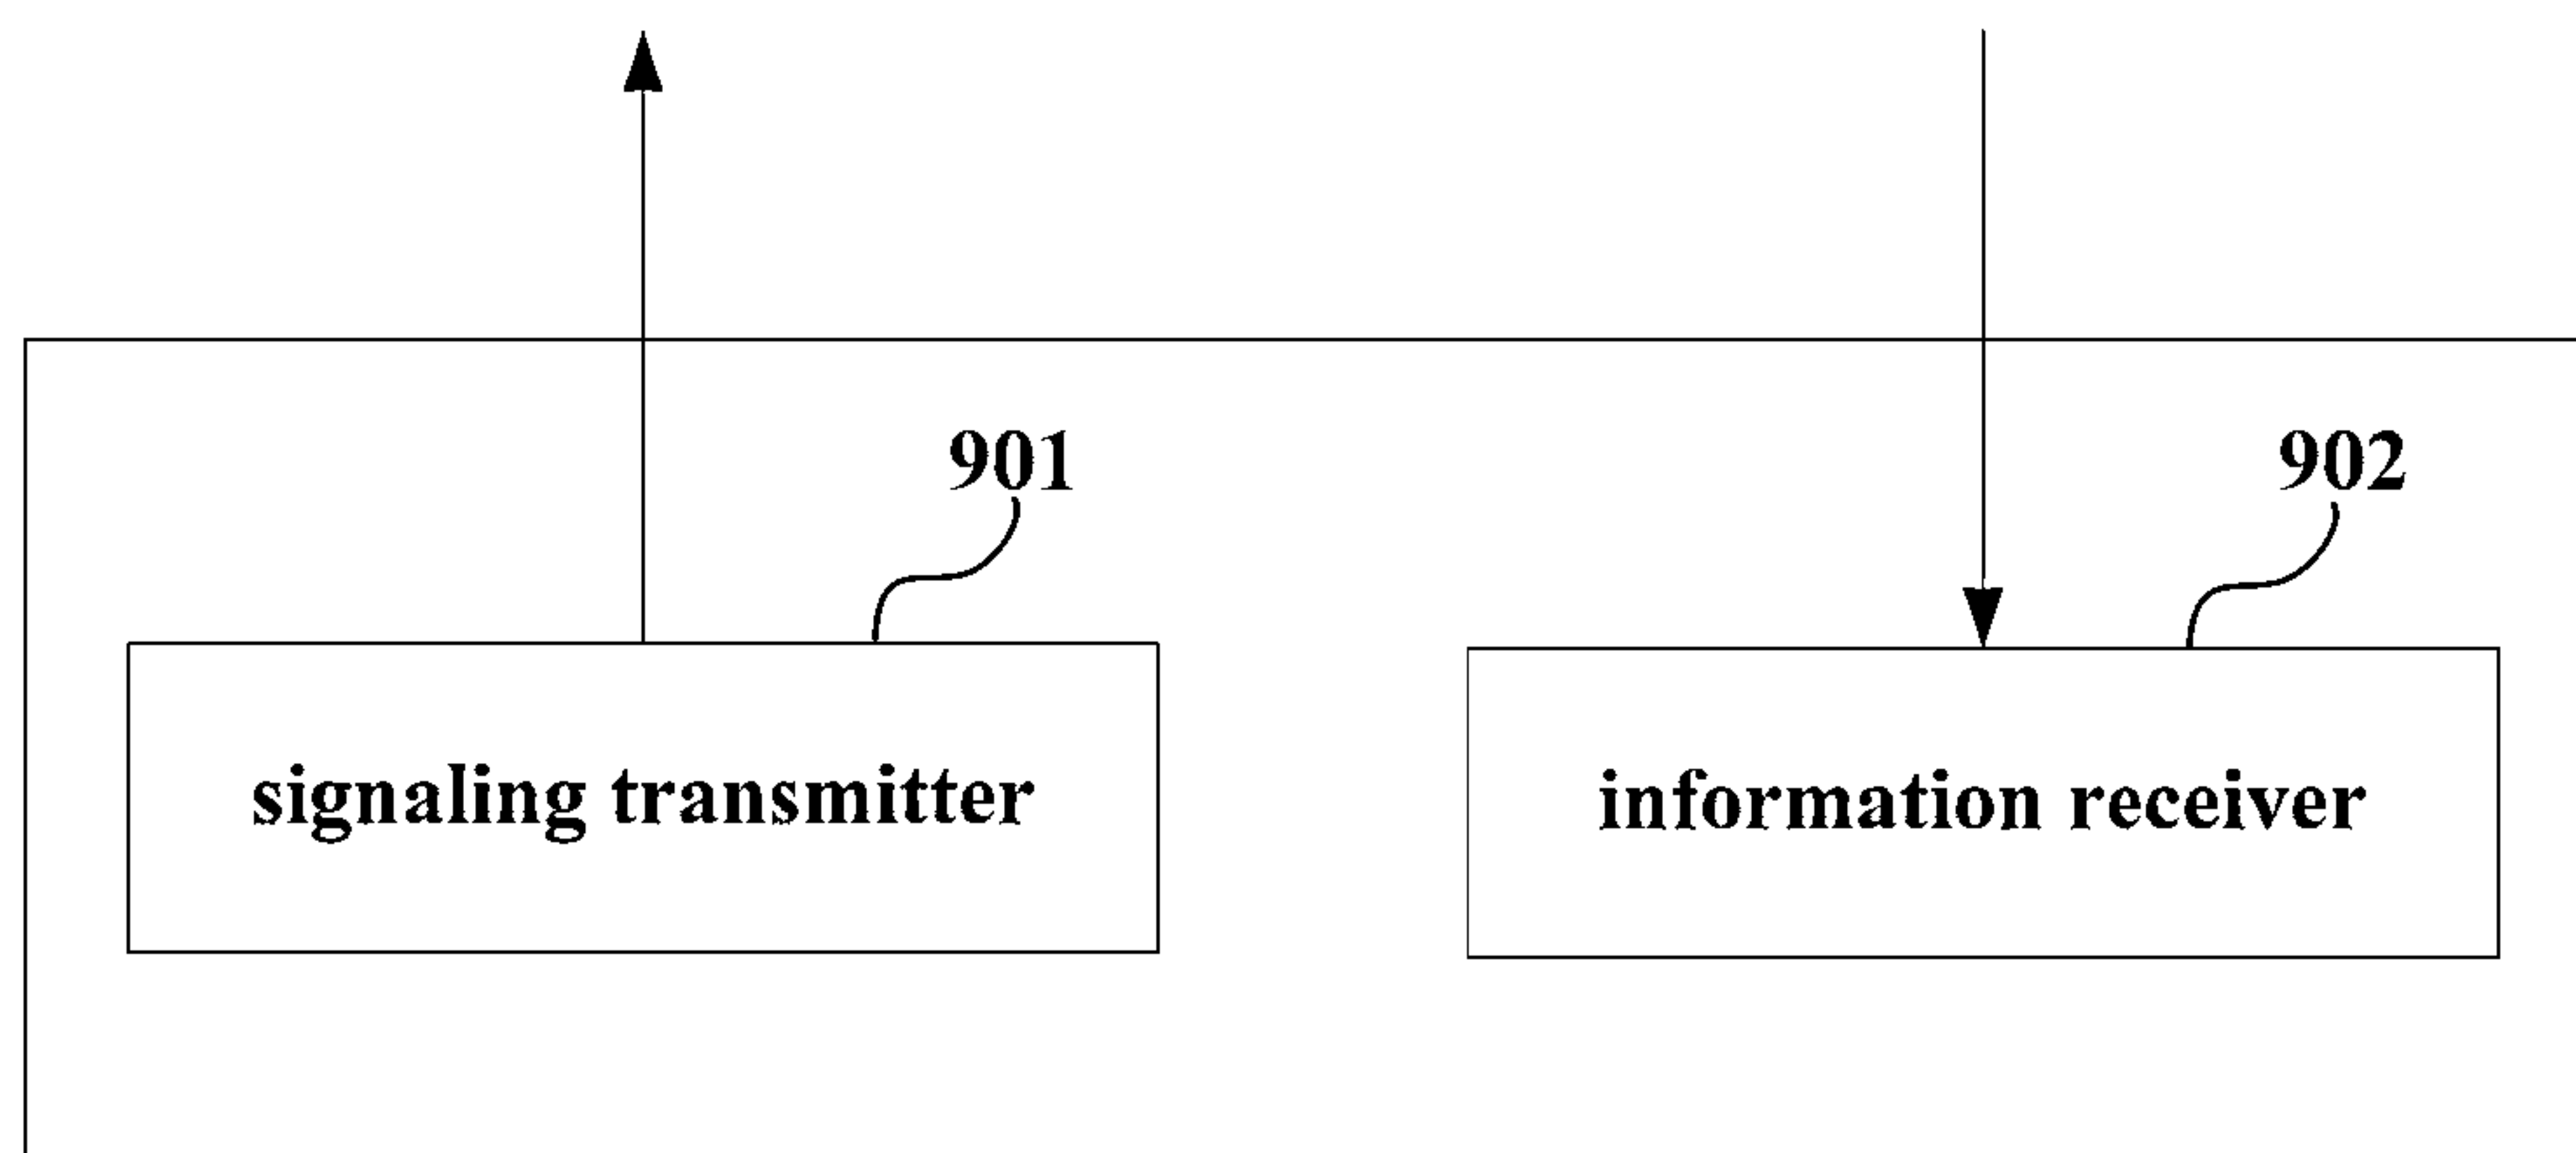 901
902
signaling transmitter
information receiver